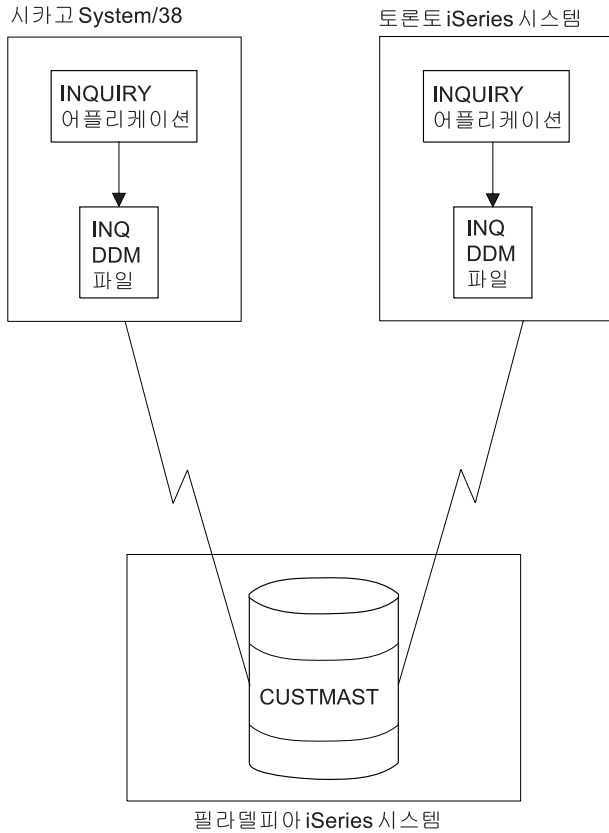 시카고 System/38
INQUIRY
어플리케이션
INQ
DDM
파일
토론토 iSeries 시스템
INQUIRY
어플리케이션
INQ
DDM
파일
CUSTMAST
필라델피아 iSeries 시스템